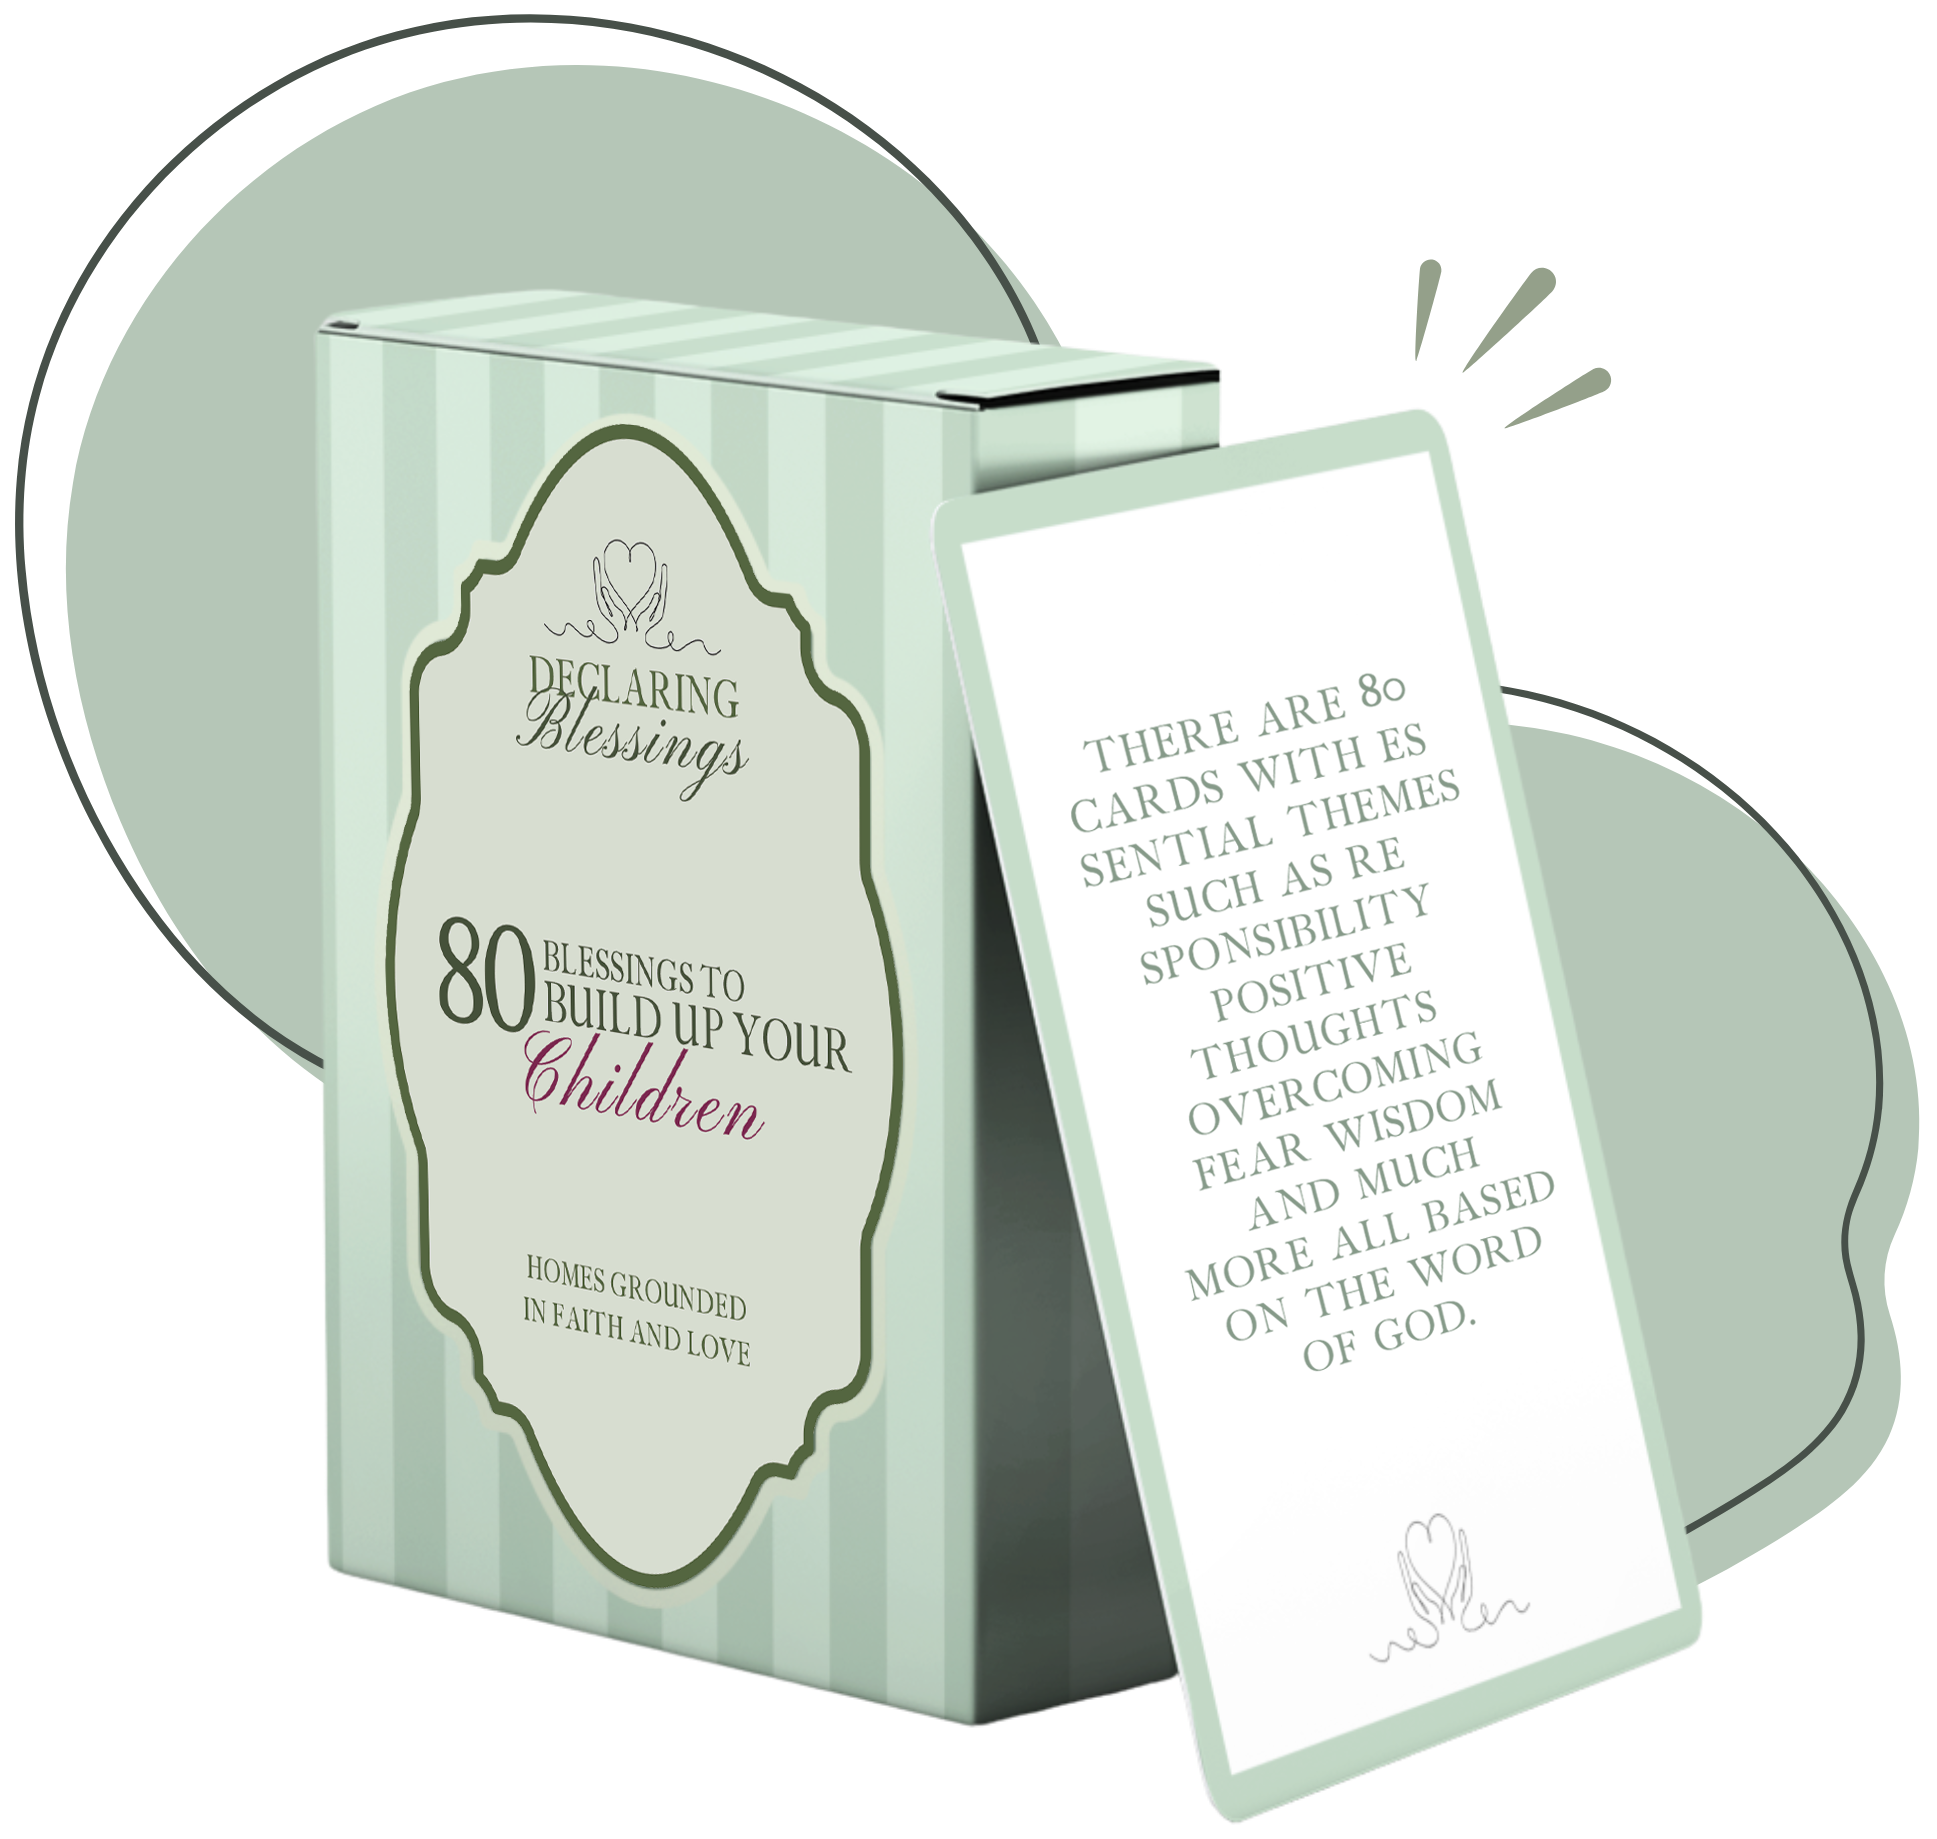 DECLARING
Blessings
80 BLESSINGS TO
BUILD UP YOUR
Children
HOMES GROUNDED
IN FAITH AND LOVE
THERE ARE 80
CARDS WITH ES
SENTIAL THEMES
SUCH AS RE
SPONSIBILITY
POSITIVE
THOUGHTS
OVERCOMING
FEAR WISDOM
AND MUCH
MORE ALL BASED
ON THE WORD
OF GOD.